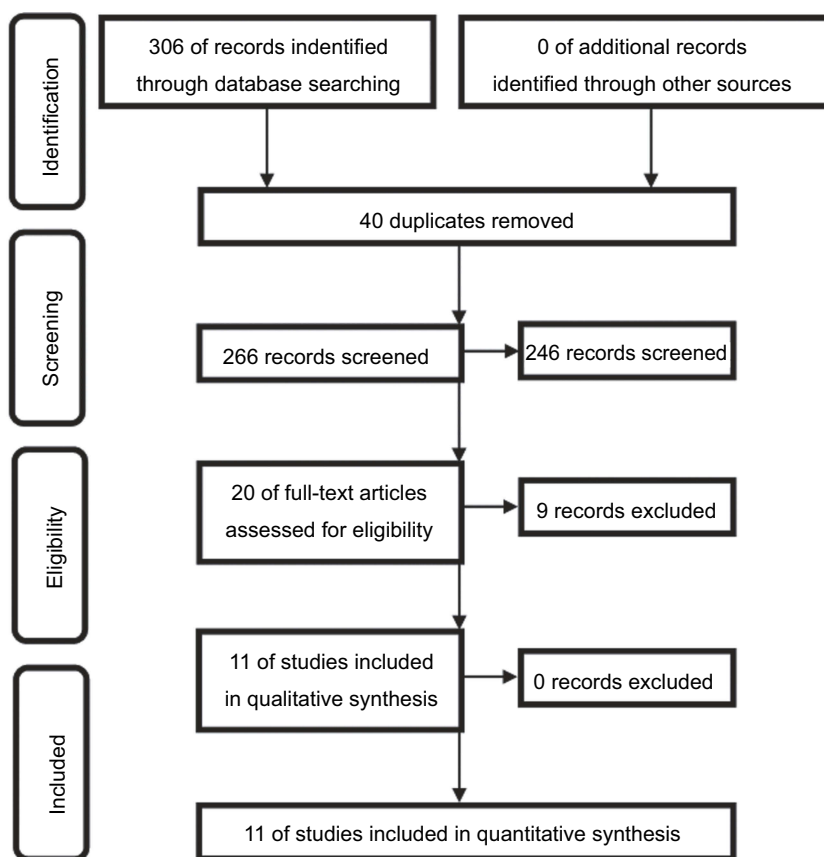 Identification
306 of records indentified
through database searching
0 of additional records
identified through other sources
40 duplicates removed
Screening
266 records screened
246 records screened
Eligibility
20 of full-text articles
assessed for eligibility
9 records excluded
Included
11 of studies included
in qualitative synthesis
0 records excluded
11 of studies included in quantitative synthesis